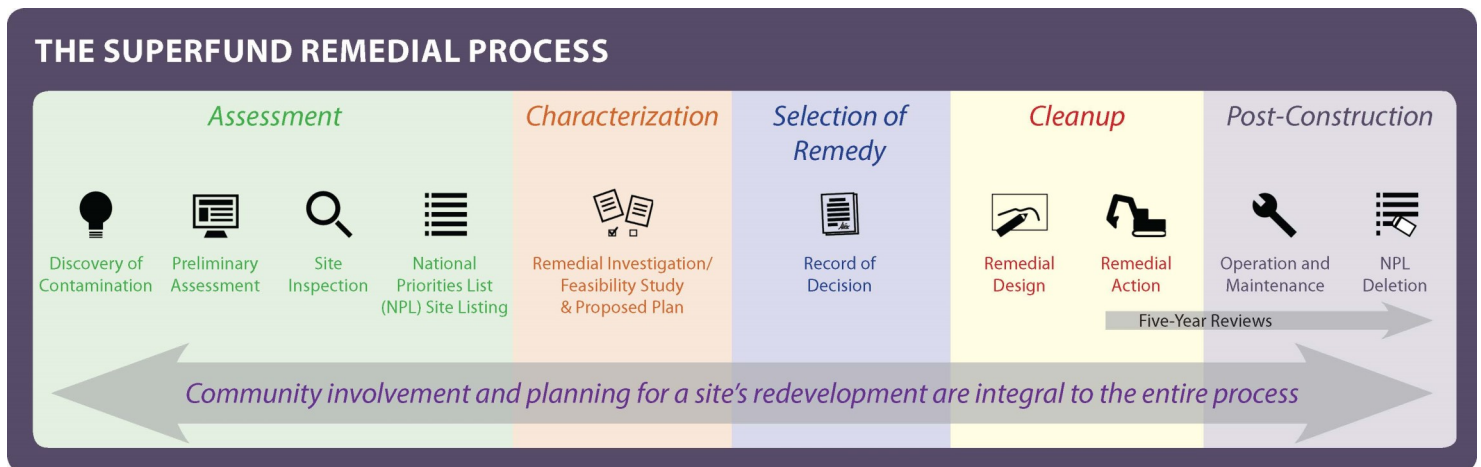 THE SUPERFUND REMEDIAL PROCESS
Assessment
Discovery of
Contamination
Preliminary
Assessment
Site
Inspection
National
Priorities List
(NPL) Site Listing
Characterization
Remedial Investigation/
Feasibility Study
& Proposed Plan
Selection of
Remedy
Record of
Decision
Cleanup
Remedial
Design
Remedial
Action
Post-Construction
Operation and
Maintenance
NPL
Deletion
Five-Year Reviews
Community involvement and planning for a site's redevelopment are integral to the entire process